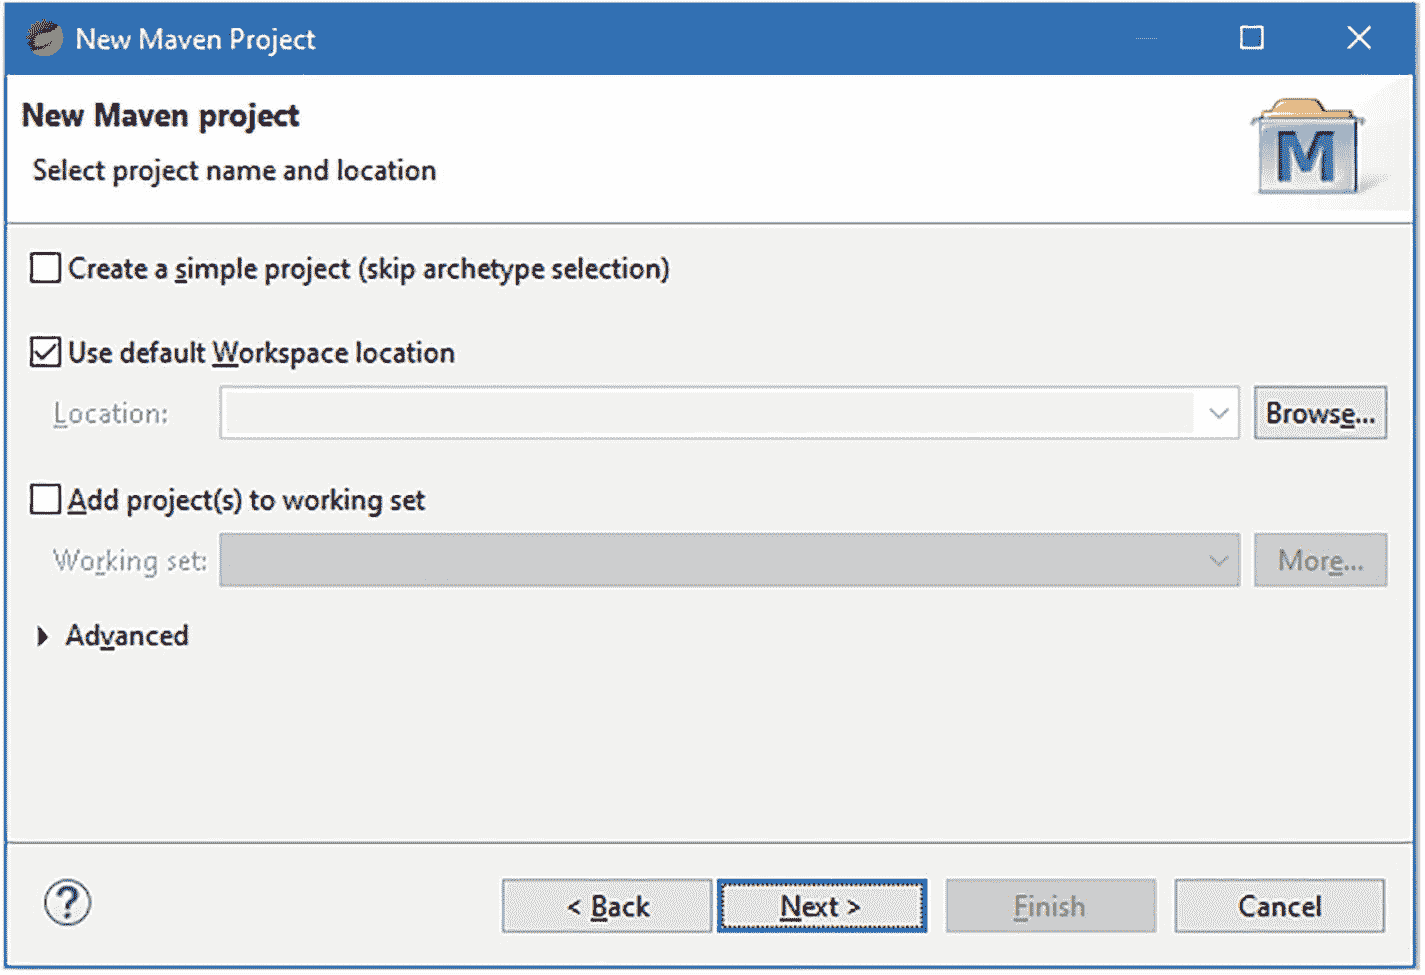 New Maven Project
New Maven project
Select project name and location
M
Create a simple project (skip archetype selection)
Use default Workspace location
Location:
Browse...
Add project(s) to working set
Working set:
More...
Advanced
?
< Back
Next >
Finish
Cancel